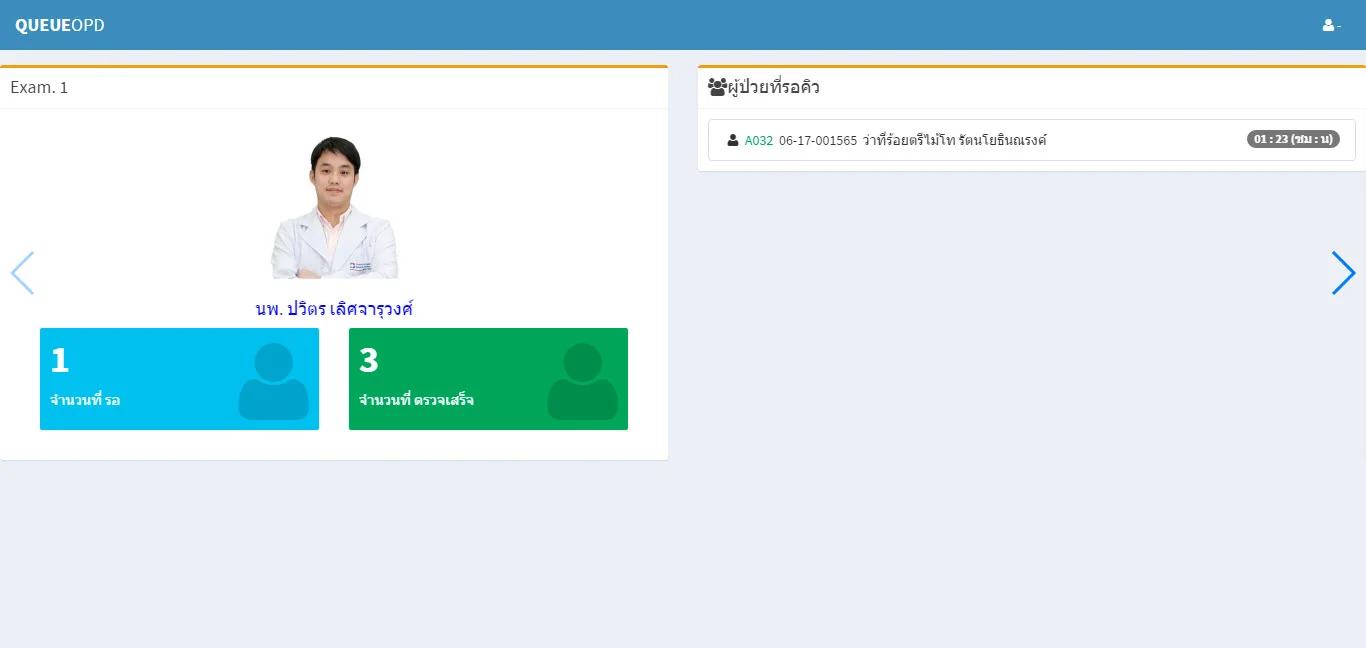 QUEUEOPD
-
Exam. 1
นพ. ปวิตร เลิศจารุวงศ์
1
จำนวนที่ รอ
3
จำนวนที่ ตรวจเสร็จ
ผู้ป่วยที่รอคิว
A032 06-17-001565 ว่าที่ร้อยตรีไม้โท รัตนโยธินณรงค์
01 : 23 (ชม : น)